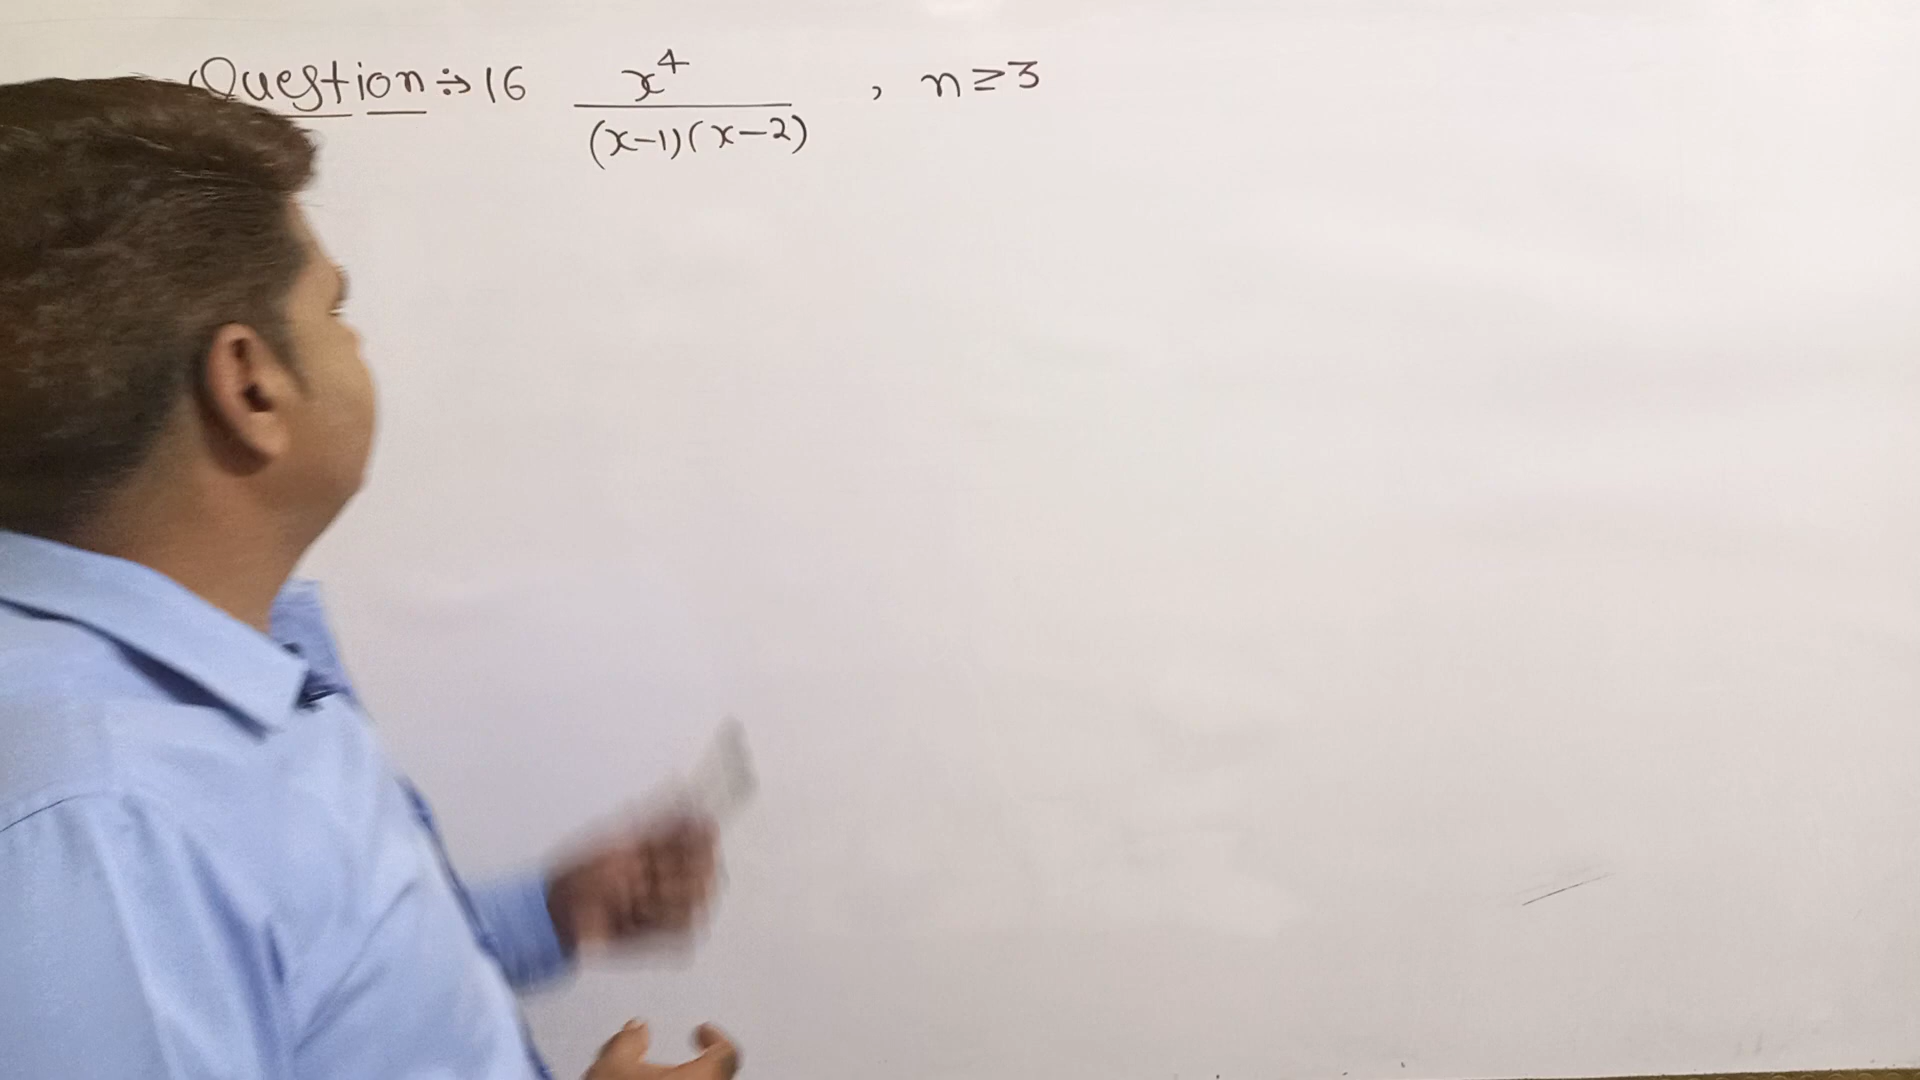 Question ÷> 16 x⁴/(x-1)(x-2) , n≥3